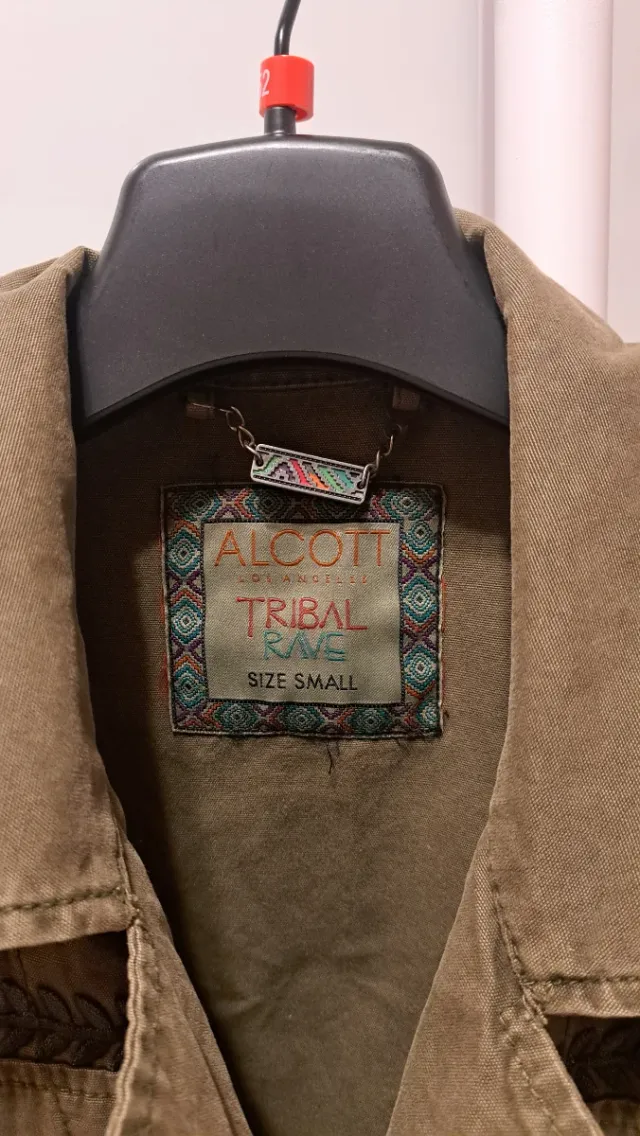 ALCOTT
LOS ANGELES
TRIBAL
RAVE
SIZE SMALL